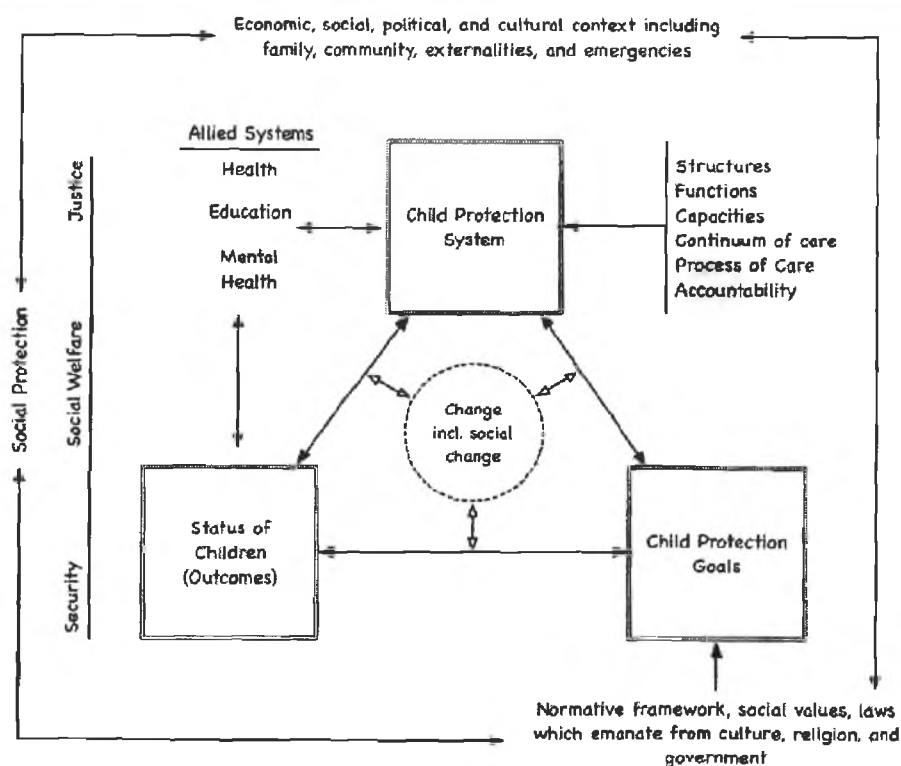 Economic, social, political, and cultural context including
family, community, externalities, and emergencies
Allied Systems
Health
Education
Mental
Health
Justice
Social Welfare
Security
Social Protection
Child Protection
System
Structures
Functions
Capacities
Continuum of care
Process of Care
Accountability
Change
incl. social
change
Status of
Children
(Outcomes)
Child Protection
Goals
Normative framework, social values, laws
which emanate from culture, religion, and
government